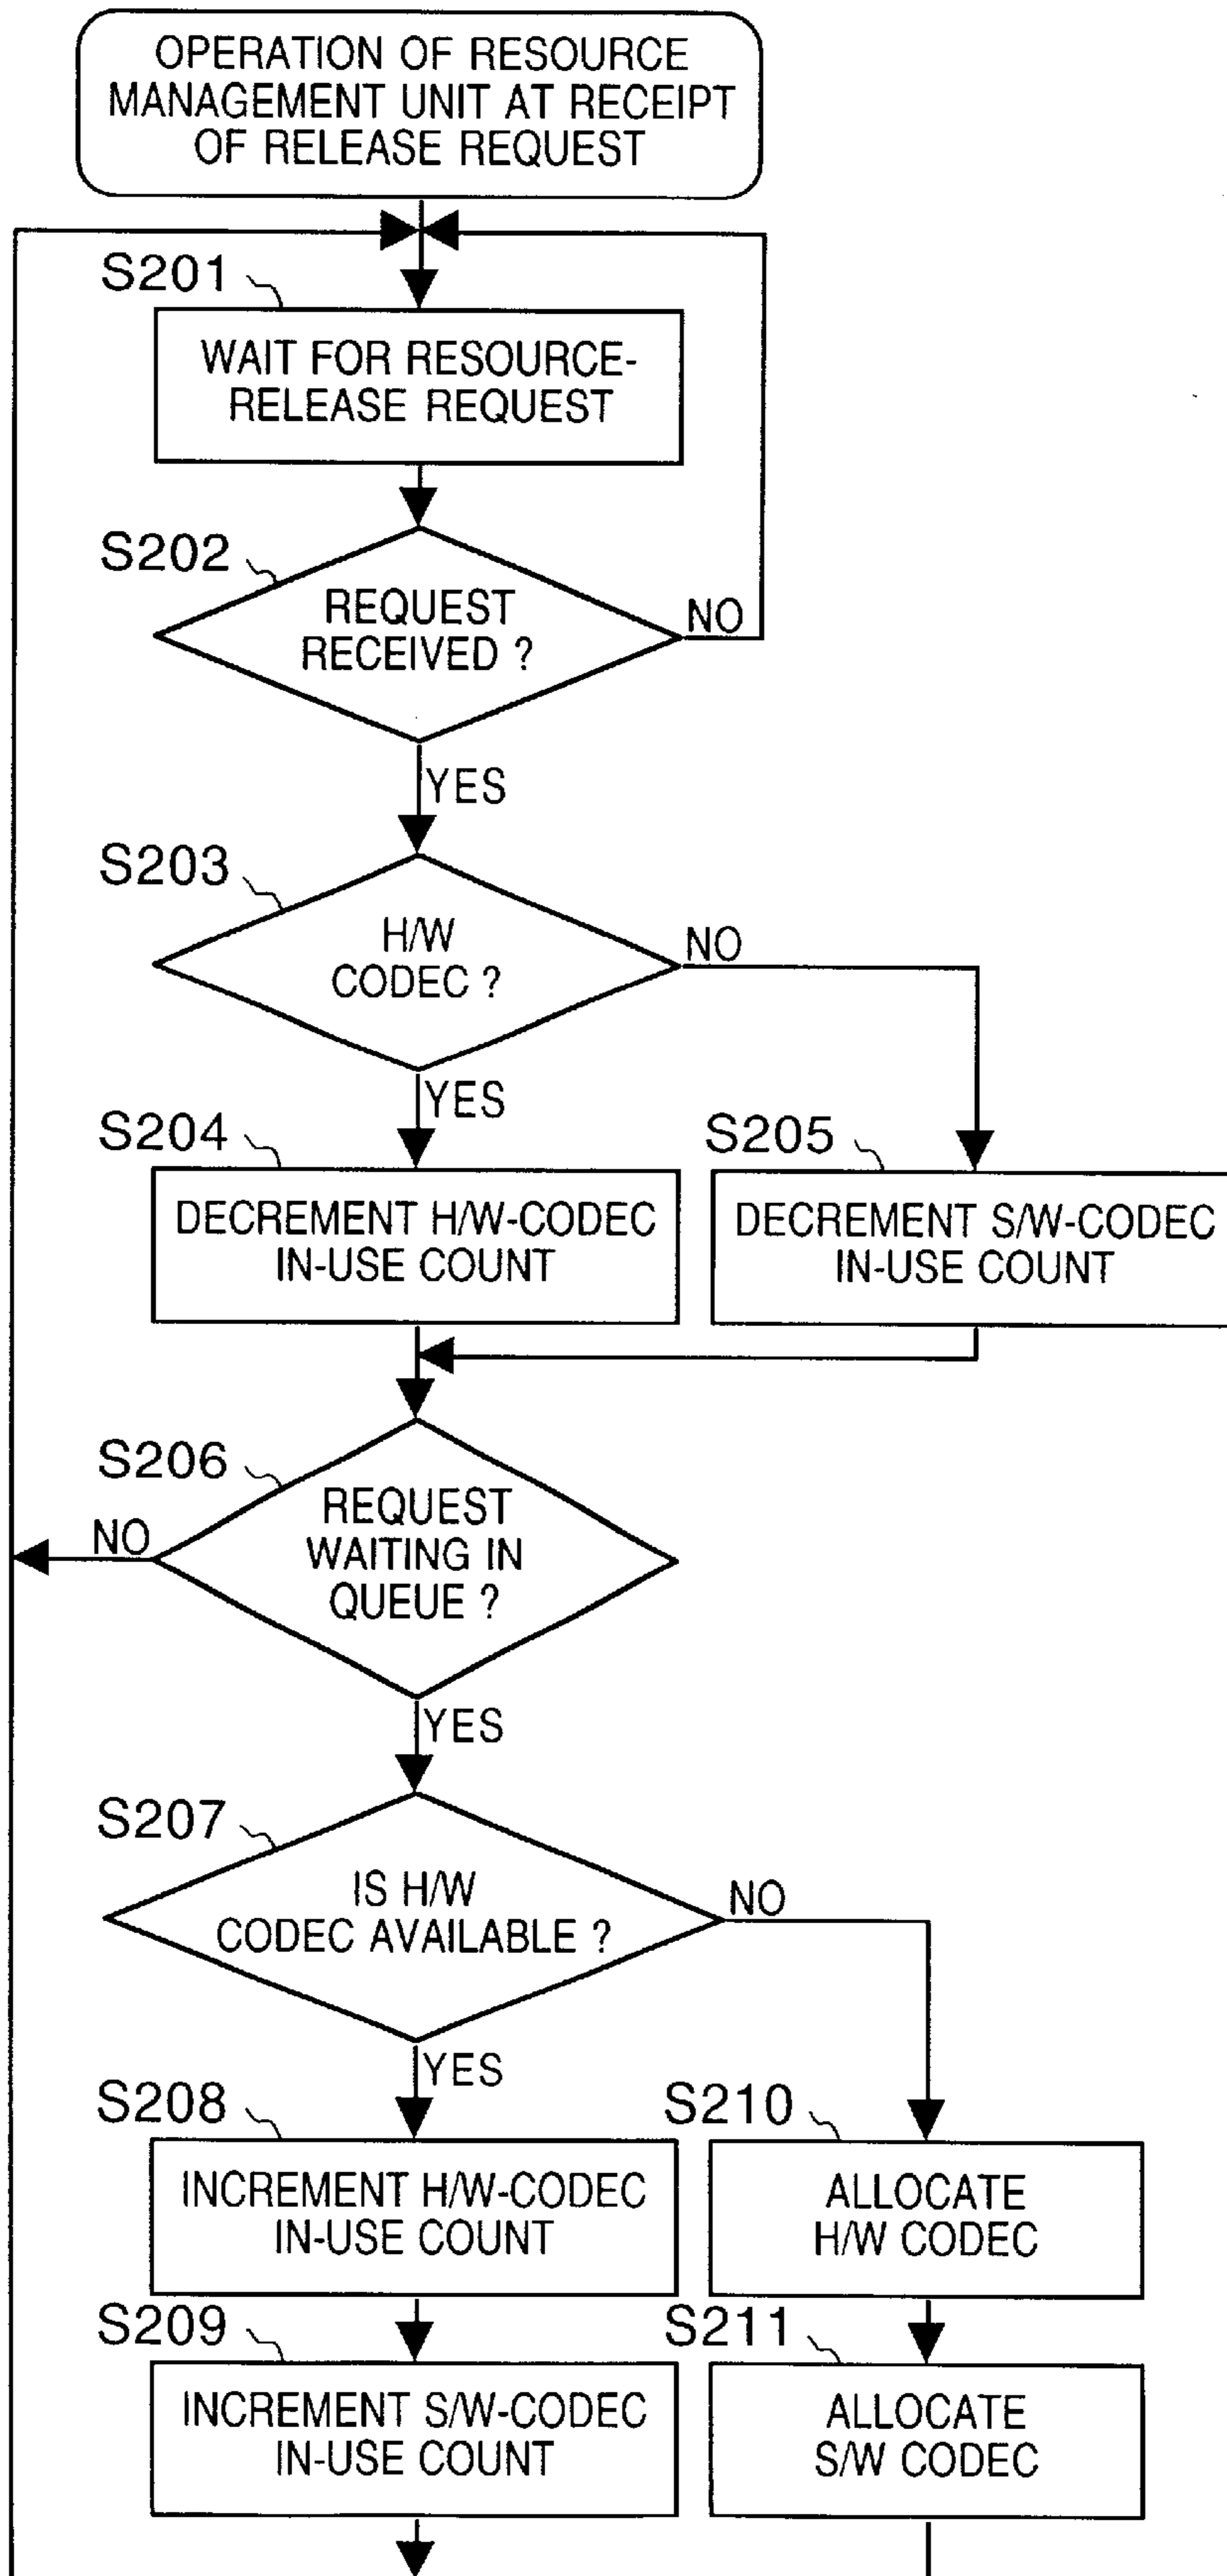 OPERATION OF RESOURCE
MANAGEMENT UNIT AT RECEIPT
OF RELEASE REQUEST
S201
WAIT FOR RESOURCE-
RELEASE REQUEST
S202
REQUEST
RECEIVED ?
NO
YES
S203
H/W
CODEC ?
NO
YES
S204
DECREMENT H/W-CODEC
IN-USE COUNT
S205
DECREMENT S/W-CODEC
IN-USE COUNT
S206
REQUEST
WAITING IN
QUEUE ?
NO
YES
S207
IS H/W
CODEC AVAILABLE ?
NO
YES
S208
INCREMENT H/W-CODEC
IN-USE COUNT
S210
ALLOCATE
H/W CODEC
S209
INCREMENT S/W-CODEC
IN-USE COUNT
S211
ALLOCATE
S/W CODEC